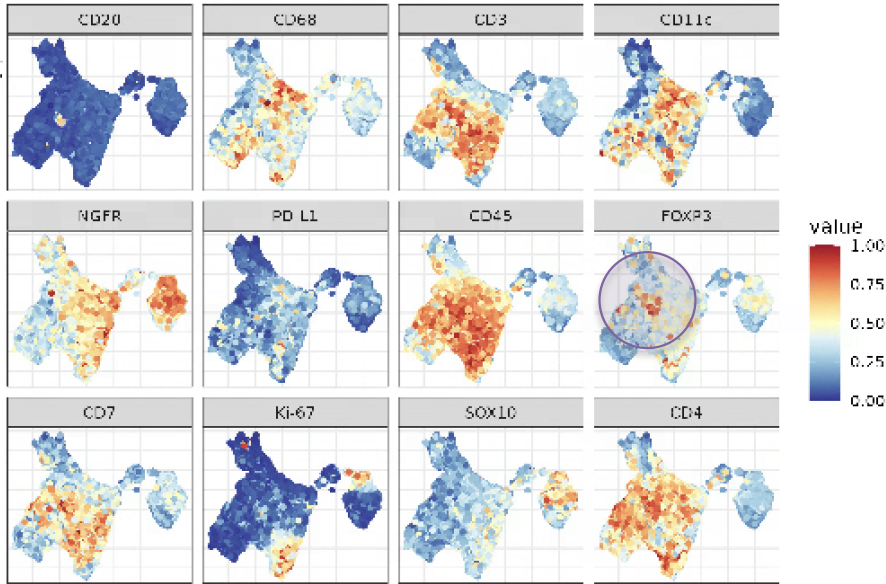 CD20 CD68 CD3 CD11c
NGFR PD-L1 CD45 FOXP3
value
1.00
0.75
0.50
0.25
0.00
CD7 Ki-67 SOX10 CD4